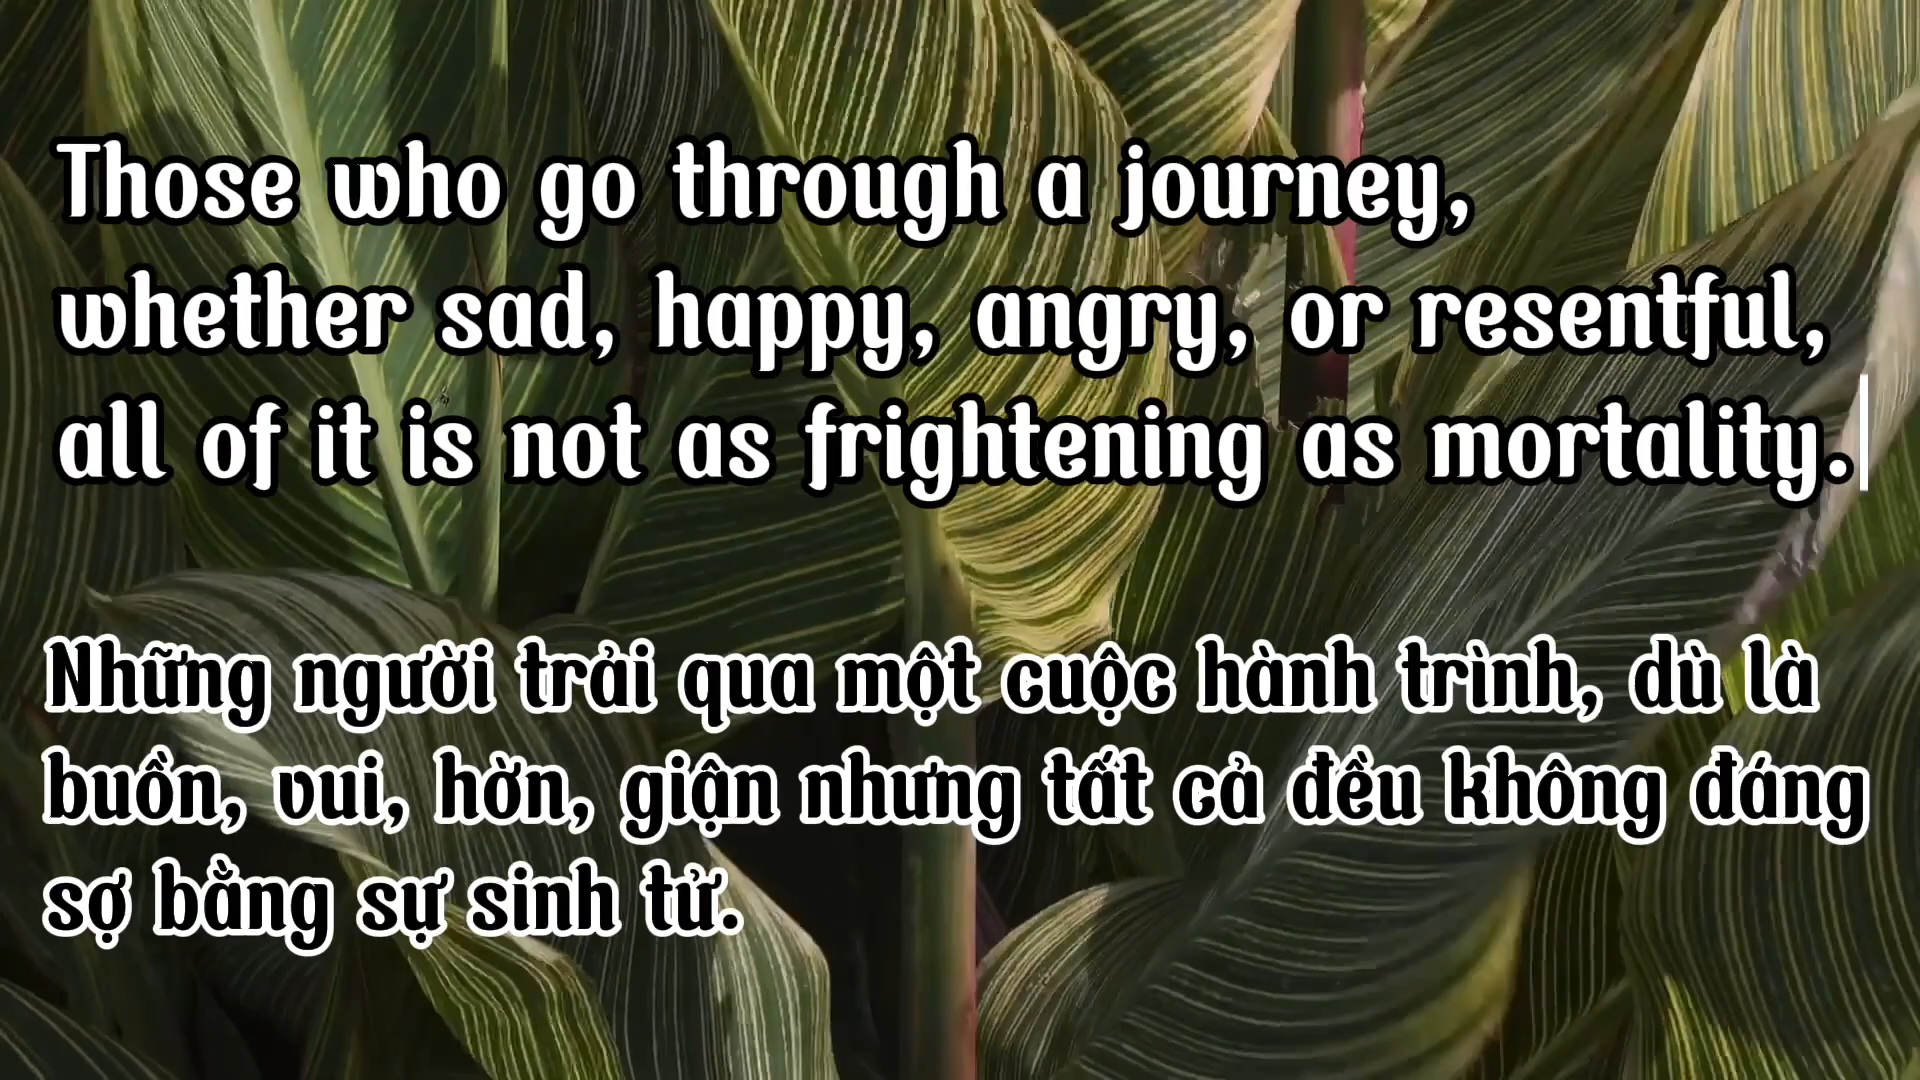 Those who go through a journey,
whether sad, happy, angry, or resentful,
all of it is not as frightening as mortality.
Những người trải qua một cuộc hành trình, dù là
buồn, vui, hờn, giận nhưng tất cả đều không đáng
sợ bằng sự sinh tử.